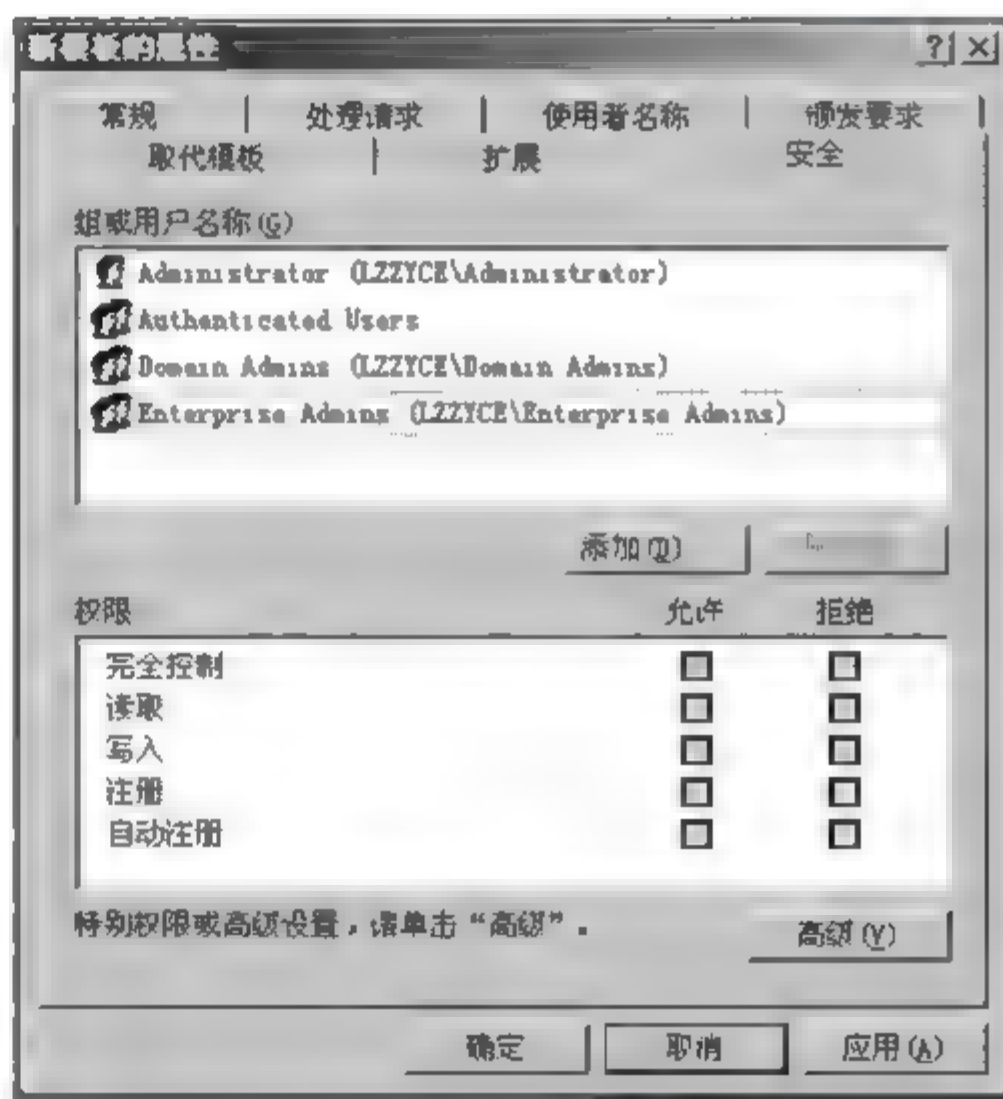 新模板的属性
常规 处理请求 使用者名称 颁发要求
取代模板 扩展 安全
组或用户名称(G)
Administrator (LZZYCE\Administrator)
Authenticated Users
Domain Admins (LZZYCE\Domain Admins)
Enterprise Admins (LZZYCE\Enterprise Admins)
添加(D)
权限 允许 拒绝
完全控制
读取
写入
注册
自动注册
特别权限或高级设置，请单击“高级”。
高级(V)
确定 取消 应用(A)